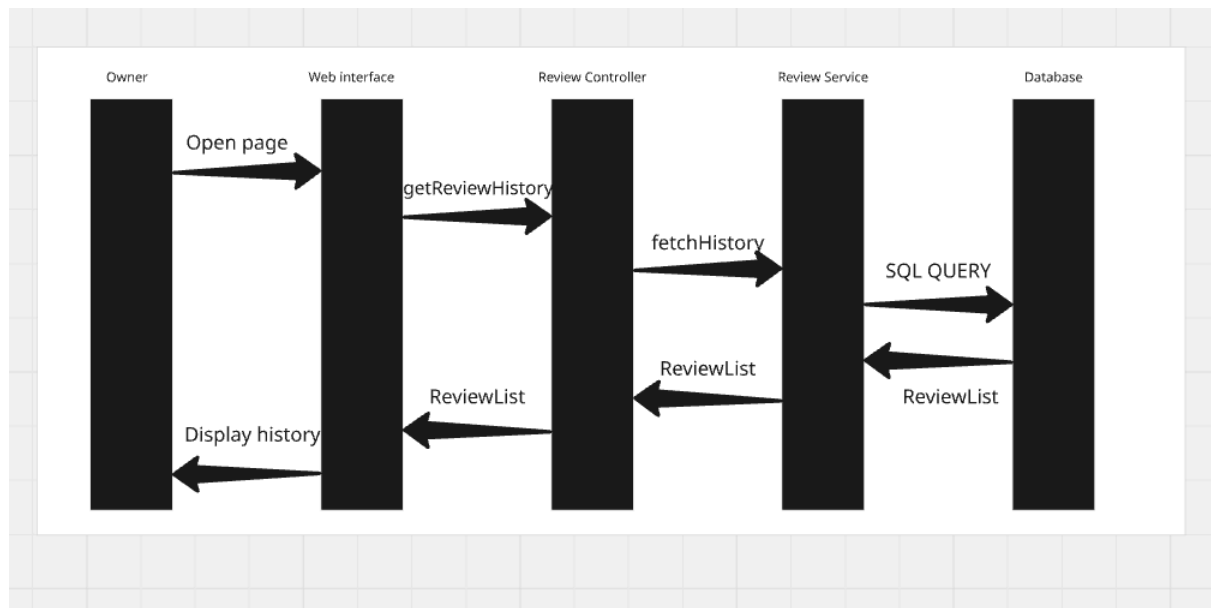 Owner
Web interface
Review Controller
Review Service
Database
Open page
getReviewHistory
fetchHistory
SQL QUERY
ReviewList
ReviewList
ReviewList
Display history